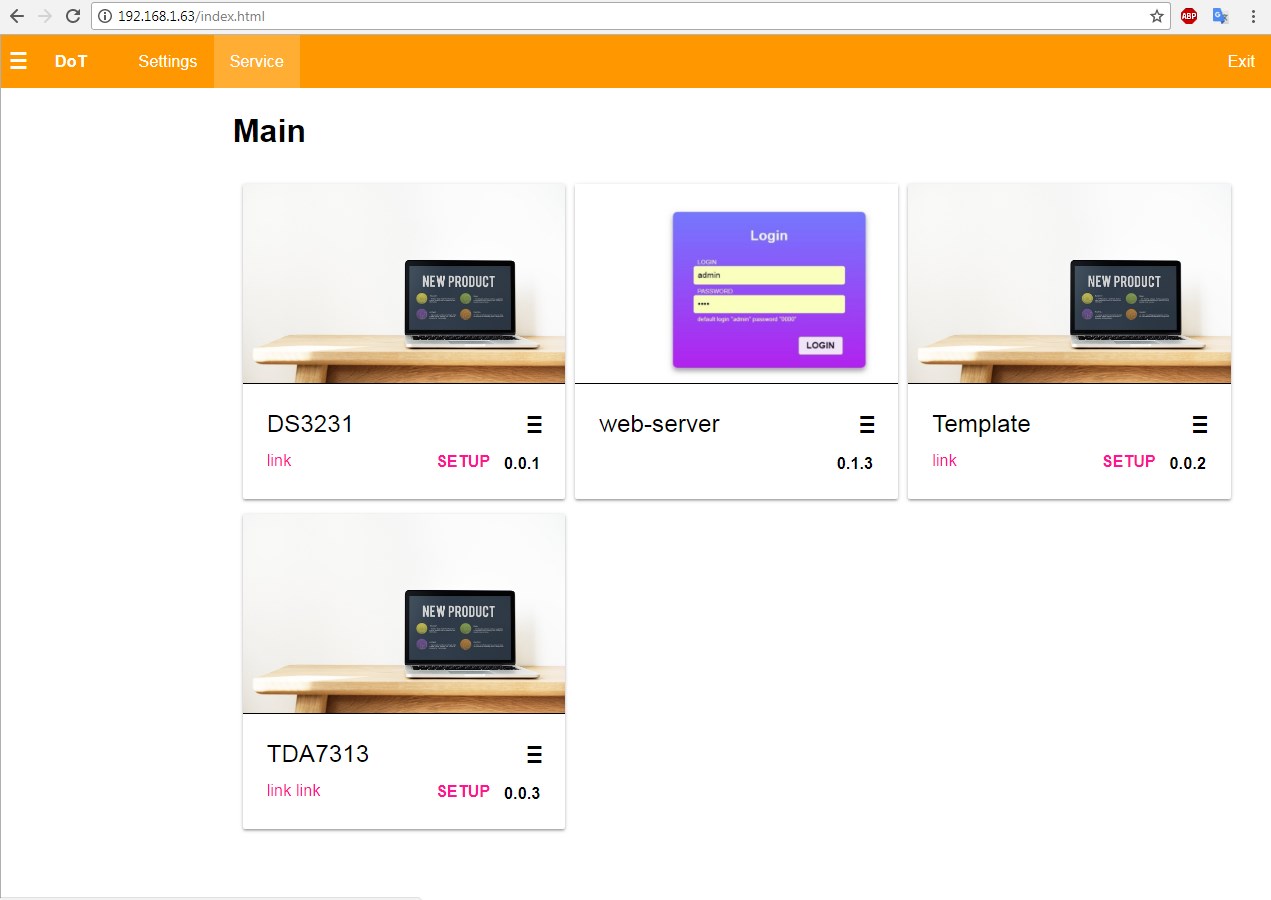 192.168.1.63/index.html
ABP
DoT Settings Service Exit
Main
NEW PRODUCT
Login
LOGIN
admin
PASSWORD
••••
default login "admin" password "0000"
LOGIN
NEW PRODUCT
DS3231
link SETUP 0.0.1
web-server
0.1.3
Template
link SETUP 0.0.2
NEW PRODUCT
TDA7313
link link SETUP 0.0.3